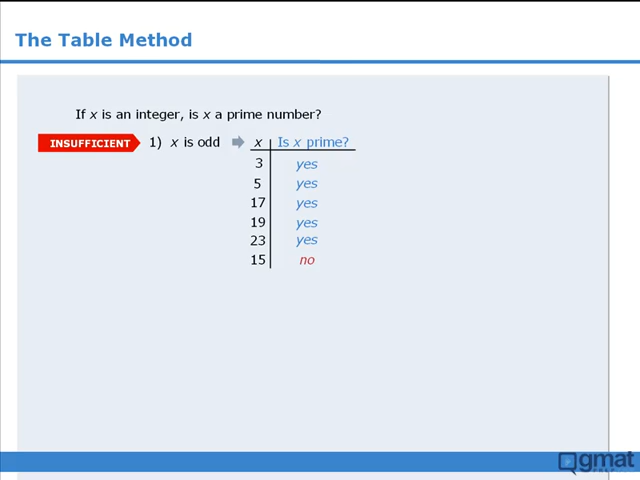 The Table Method
If x is an integer, is x a prime number?
INSUFFICIENT 1) x is odd x Is x prime?
3 yes
5 yes
17 yes
19 yes
23 yes
15 no
gmat